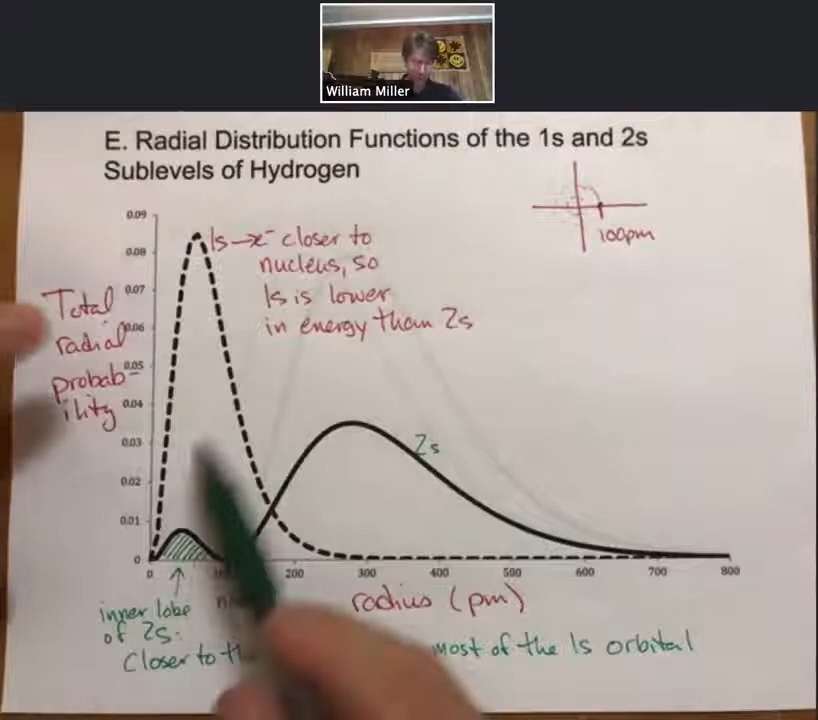 William Miller
E. Radial Distribution Functions of the 1s and 2s
Sublevels of Hydrogen
100pm
1s → e⁻ closer to
nucleus, so
1s is lower
in energy than 2s
Total
radial
probab-
ility
0.09
0.08
0.07
0.06
0.05
0.04
0.03
0.02
0.01
0
2s
0 200 300 400 500 600 700 800
radius (pm)
inner lobe
of 2s:
Closer to most of the 1s orbital